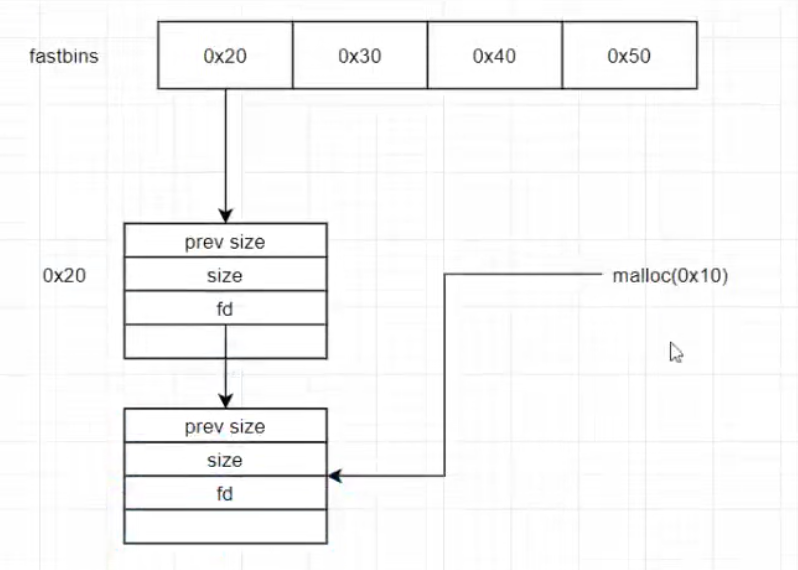 fastbins 0x20 0x30 0x40 0x50
prev size
0x20 size malloc(0x10)
fd
prev size
size
fd